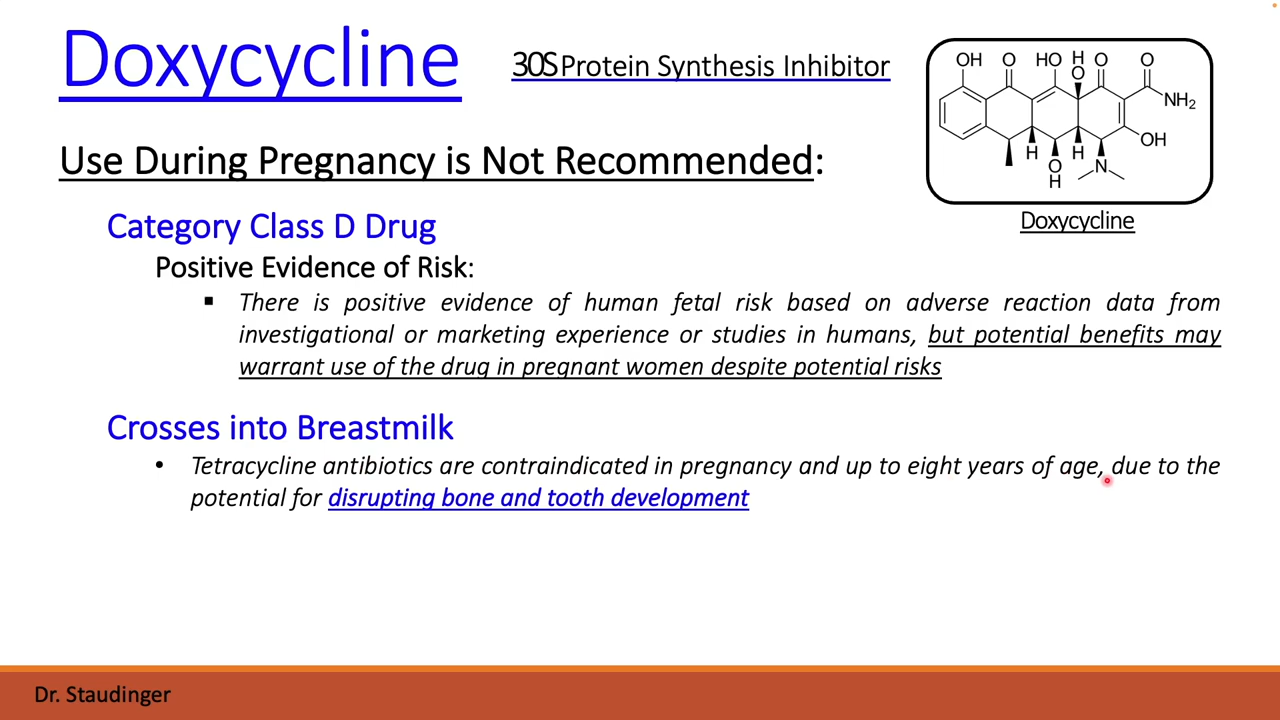 Doxycycline
30S Protein Synthesis Inhibitor
OH O HO H O O O
NH2
OH
H H
O N
H
Doxycycline
Use During Pregnancy is Not Recommended:
Category Class D Drug
Positive Evidence of Risk:
▪ There is positive evidence of human fetal risk based on adverse reaction data from
investigational or marketing experience or studies in humans, but potential benefits may
warrant use of the drug in pregnant women despite potential risks
Crosses into Breastmilk
• Tetracycline antibiotics are contraindicated in pregnancy and up to eight years of age, due to the
potential for disrupting bone and tooth development
Dr. Staudinger